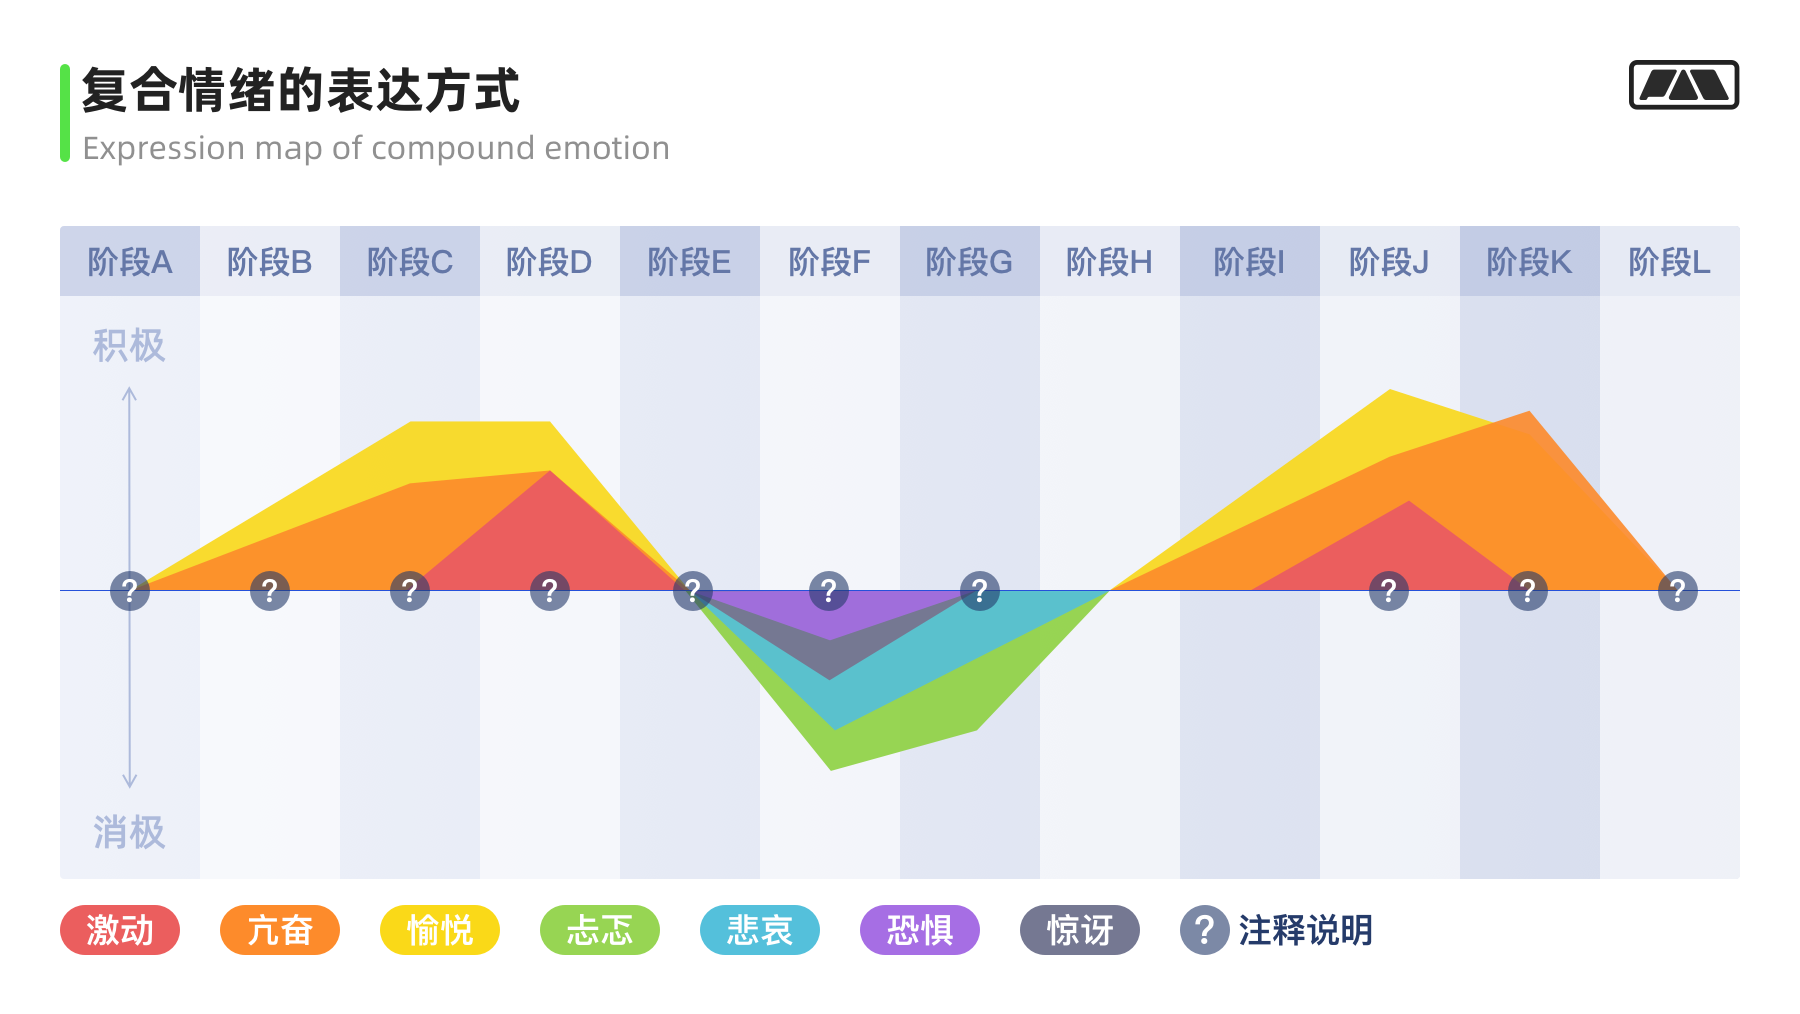 复合情绪的表达方式
Expression map of compound emotion
阶段A 阶段B 阶段C 阶段D 阶段E 阶段F 阶段G 阶段H 阶段I 阶段J 阶段K 阶段L
积极
? ? ? ? ? ? ? ? ? ?
消极
激动 亢奋 愉悦 忐忑 悲哀 恐惧 惊讶 ? 注释说明